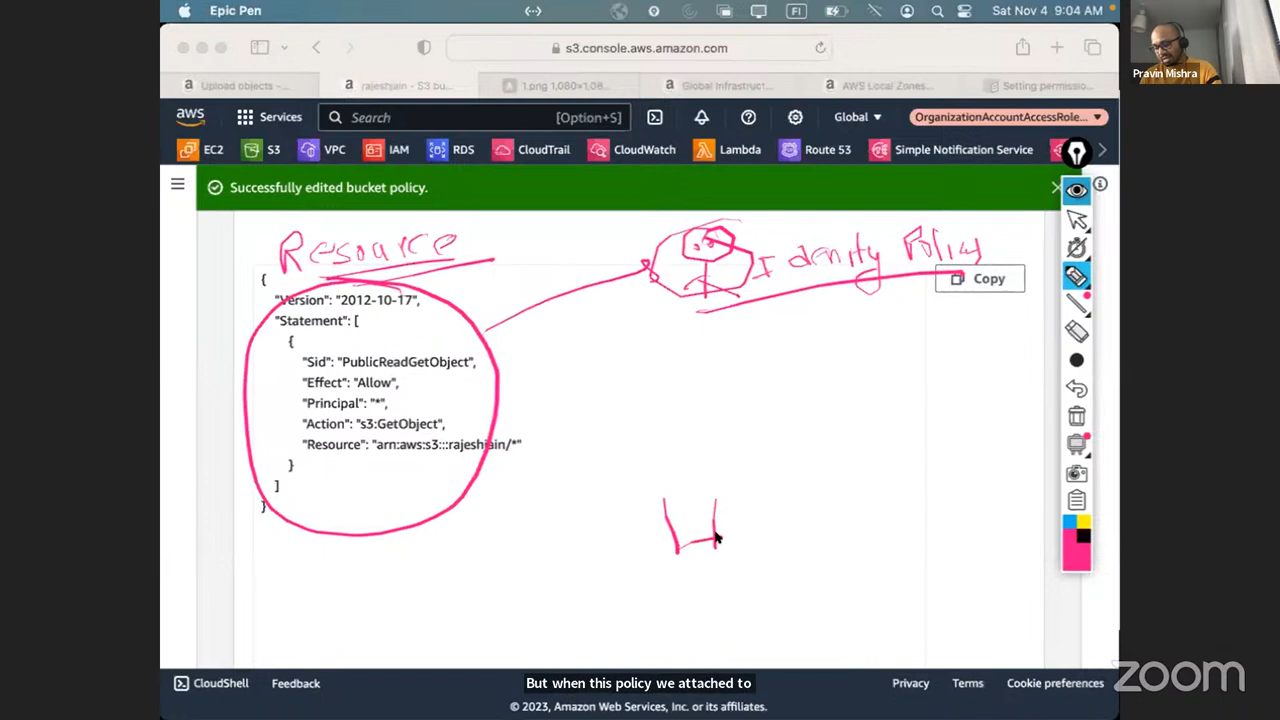 Epic Pen
FI
Sat Nov 4 9:04 AM
Pravin Mishra
s3.console.aws.amazon.com
Upload objects -...
rajeshjain - S3 bu...
1.png 1,080×1,08...
Global Infrastruct...
AWS Local Zones...
Setting permissio...
aws
Services
Search
[Option+S]
Global
OrganizationAccountAccessRole...
EC2
S3
VPC
IAM
RDS
CloudTrail
CloudWatch
Lambda
Route 53
Simple Notification Service
Successfully edited bucket policy.
Resource
Idenity Policy
Copy
{
"Version": "2012-10-17",
"Statement": [
{
"Sid": "PublicReadGetObject",
"Effect": "Allow",
"Principal": "*",
"Action": "s3:GetObject",
"Resource": "arn:aws:s3:::rajeshjain/*"
}
]
}
CloudShell
Feedback
But when this policy we attached to
Privacy
Terms
Cookie preferences
© 2023, Amazon Web Services, Inc. or its affiliates.
zoom